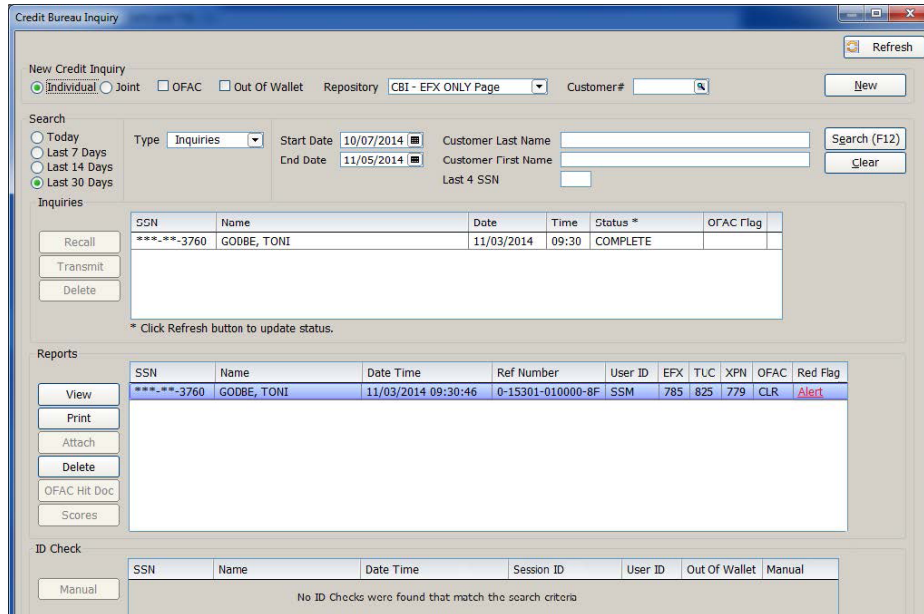 Credit Bureau Inquiry
Refresh
New Credit Inquiry
Individual Joint OFAC Out Of Wallet Repository CBI - EFX ONLY Page Customer# New
Search
Today Type Inquiries Start Date 10/07/2014 Customer Last Name Search (F12)
Last 7 Days End Date 11/05/2014 Customer First Name Clear
Last 14 Days
Last 30 Days Last 4 SSN
Inquiries
SSN Name Date Time Status * OFAC Flag
Recall ***-**-3760 GODBE, TONI 11/03/2014 09:30 COMPLETE
Transmit
Delete
* Click Refresh button to update status.
Reports
SSN Name Date Time Ref Number User ID EFX TUC XPN OFAC Red Flag
View ***-**-3760 GODBE, TONI 11/03/2014 09:30:46 0-15301-010000-8F SSM 785 825 779 CLR Alert
Print
Attach
Delete
OFAC Hit Doc
Scores
ID Check
SSN Name Date Time Session ID User ID Out Of Wallet Manual
Manual
No ID Checks were found that match the search criteria